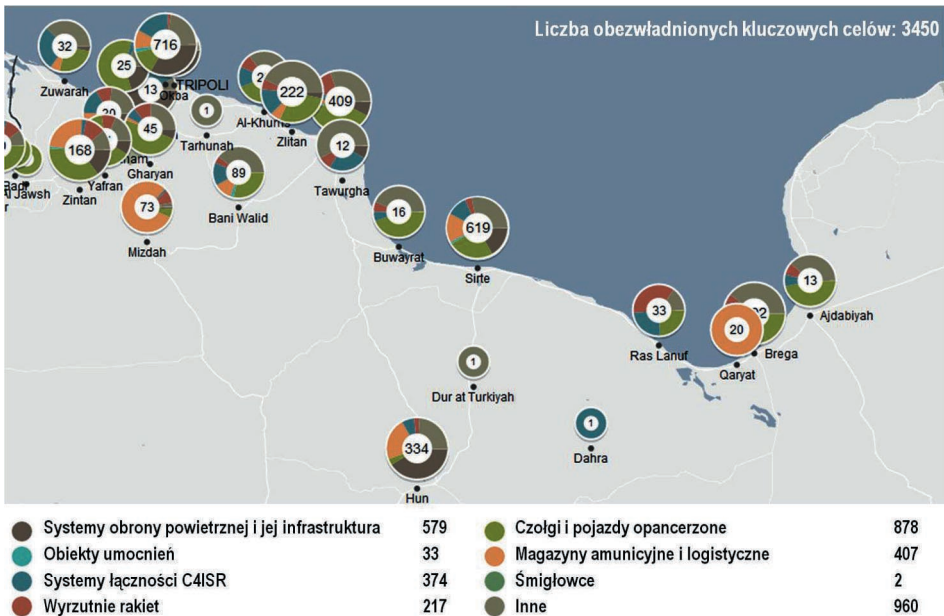 Liczba obezwładnionych kluczowych celów: 3450
32
Zuwarah
25
716
13
TRIPOLI
Okba
1
Tarhunah
Al-Khums
222
Zlitan
409
12
Tawurgha
45
Gharyan
168
Zintan
Yafran
89
Bani Walid
73
Mizdah
Al Jawsh
16
Buwayrat
619
Sirte
33
Ras Lanuf
20
Qaryat
Brega
13
Ajdabiyah
1
Dur at Turkiyah
1
Dahra
334
Hun
Systemy obrony powietrznej i jej infrastruktura 579
Obiekty umocnień 33
Systemy łączności C4ISR 374
Wyrzutnie rakiet 217
Czołgi i pojazdy opancerzone 878
Magazyny amunicyjne i logistyczne 407
Śmigłowce 2
Inne 960